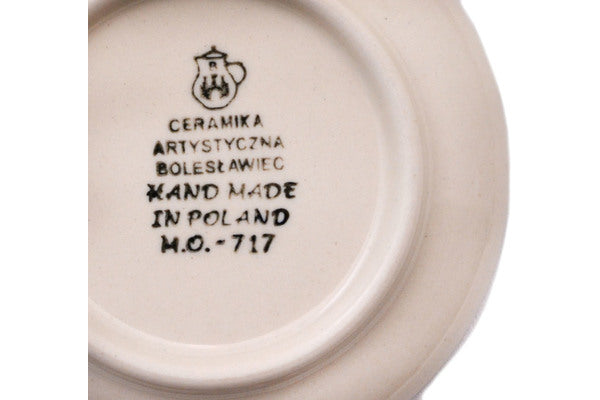 CERAMIKA
ARTYSTYCZNA
BOLESŁAWIEC
HAND MADE
IN POLAND
M.O.-717